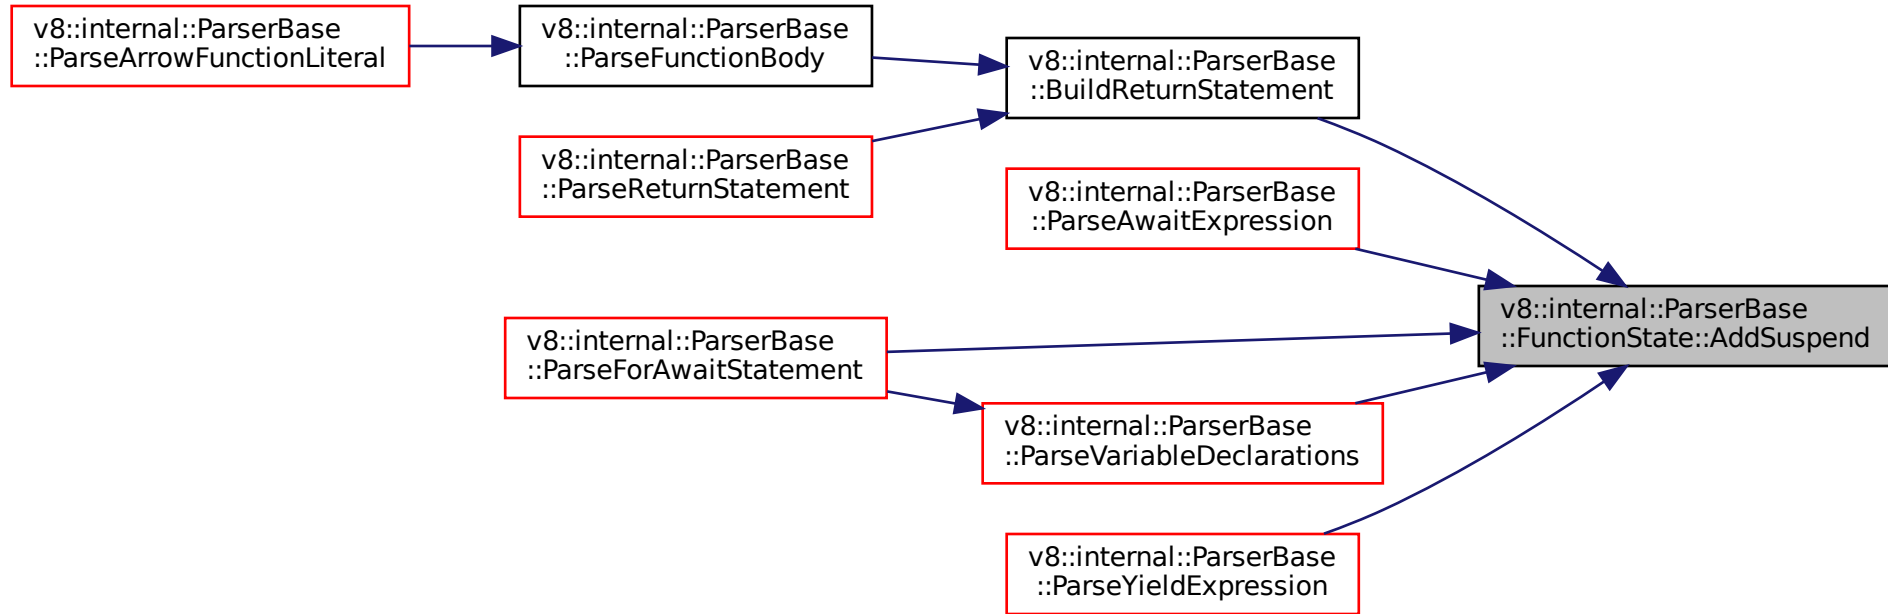 v8::internal::ParserBase
::ParseArrowFunctionLiteral
v8::internal::ParserBase
::ParseFunctionBody
v8::internal::ParserBase
::BuildReturnStatement
v8::internal::ParserBase
::ParseReturnStatement
v8::internal::ParserBase
::ParseAwaitExpression
v8::internal::ParserBase
::FunctionState::AddSuspend
v8::internal::ParserBase
::ParseForAwaitStatement
v8::internal::ParserBase
::ParseVariableDeclarations
v8::internal::ParserBase
::ParseYieldExpression